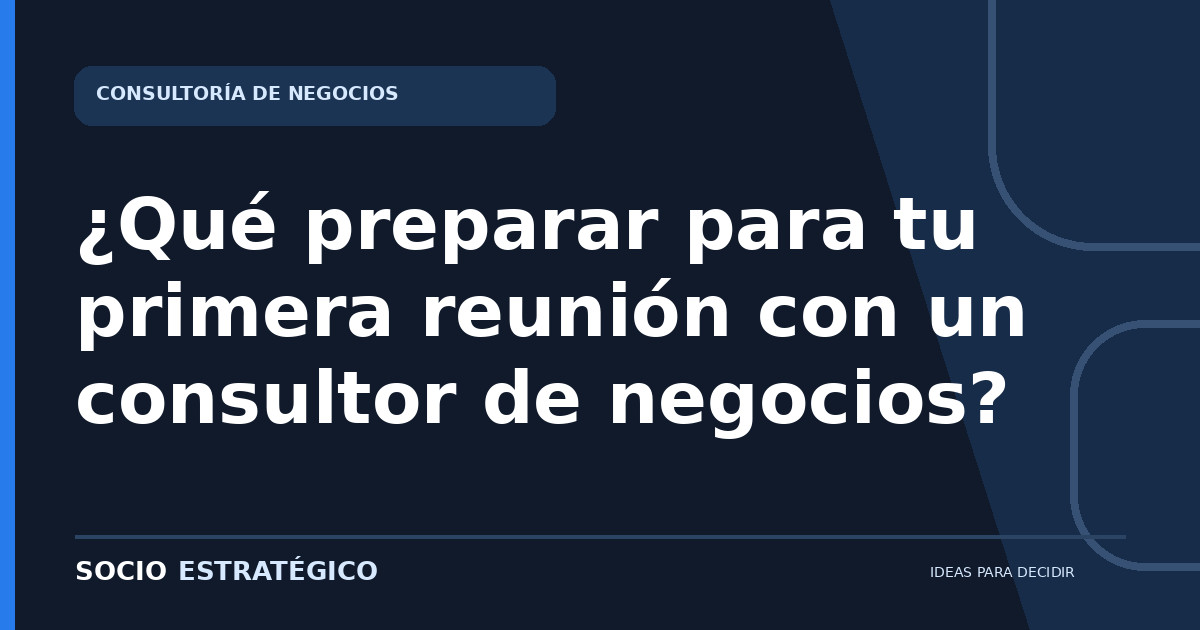 CONSULTORÍA DE NEGOCIOS
¿Qué preparar para tu
primera reunión con un
consultor de negocios?
SOCIO ESTRATÉGICO
IDEAS PARA DECIDIR